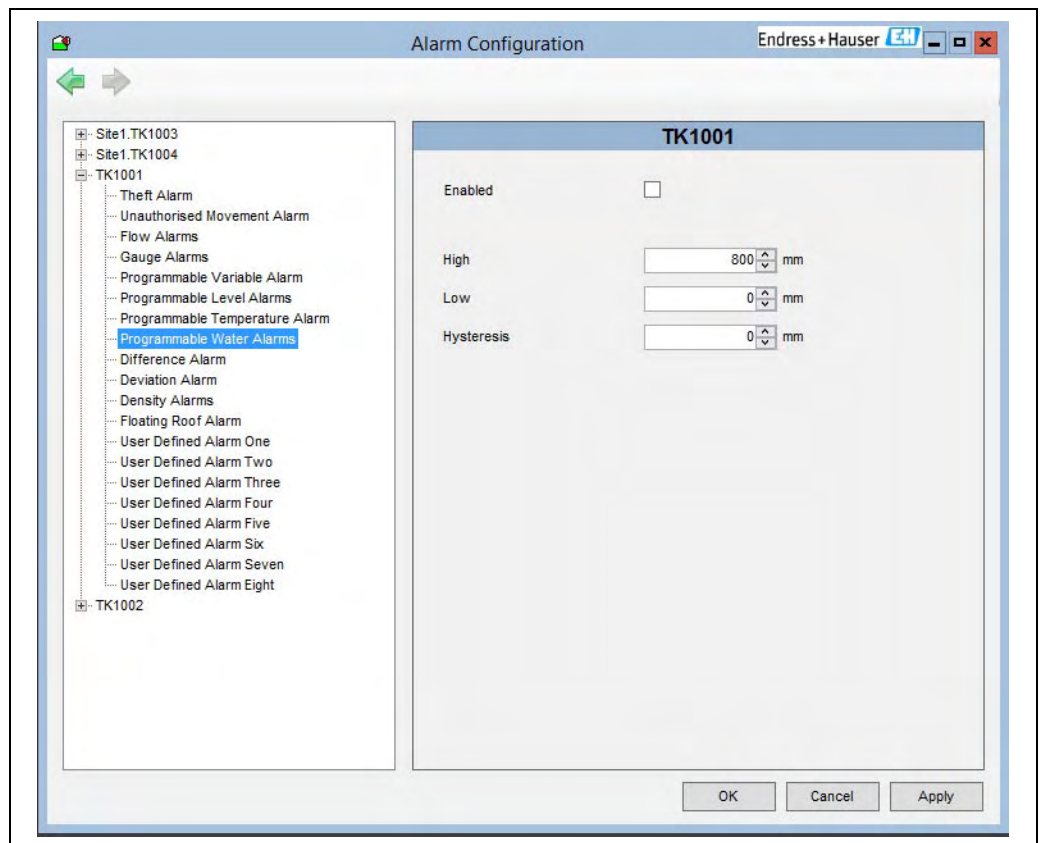 Alarm Configuration
Endress+Hauser EH
Site1.TK1003
Site1.TK1004
TK1001
Theft Alarm
Unauthorised Movement Alarm
Flow Alarms
Gauge Alarms
Programmable Variable Alarm
Programmable Level Alarms
Programmable Temperature Alarm
Programmable Water Alarms
Difference Alarm
Deviation Alarm
Density Alarms
Floating Roof Alarm
User Defined Alarm One
User Defined Alarm Two
User Defined Alarm Three
User Defined Alarm Four
User Defined Alarm Five
User Defined Alarm Six
User Defined Alarm Seven
User Defined Alarm Eight
TK1002
TK1001
Enabled
High 800 mm
Low 0 mm
Hysteresis 0 mm
OK Cancel Apply